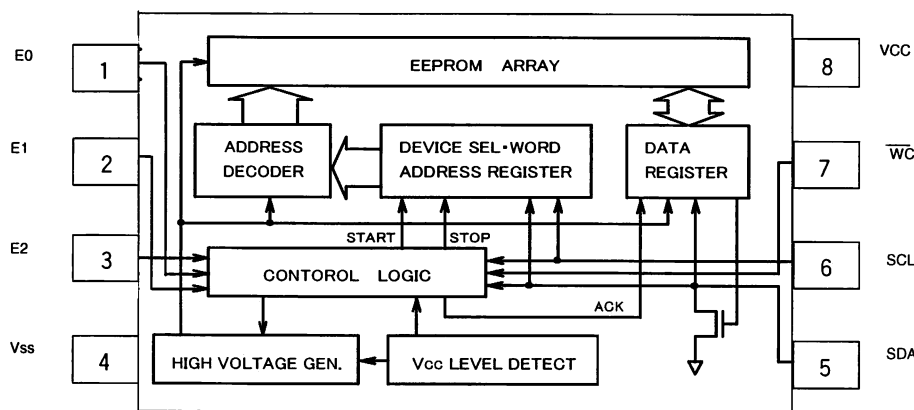 E0
1
EEPROM ARRAY
8
VCC
E1
2
ADDRESS
DECODER
DEVICE SEL·WORD
ADDRESS REGISTER
DATA
REGISTER
7
WC
START
STOP
E2
3
CONTOROL LOGIC
6
SCL
ACK
Vss
4
HIGH VOLTAGE GEN.
Vcc LEVEL DETECT
5
SDA